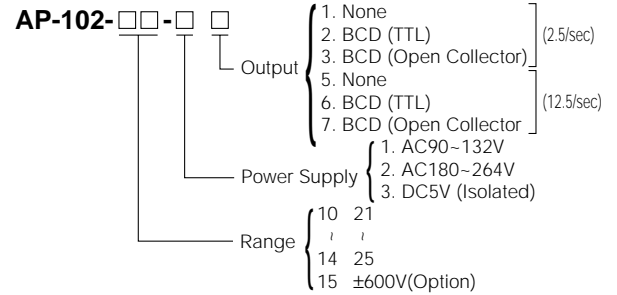 AP-102-□□-□ □
1. None
2. BCD (TTL) (2.5/sec)
3. BCD (Open Collector)
Output
5. None
6. BCD (TTL) (12.5/sec)
7. BCD (Open Collector
1. AC90~132V
Power Supply 2. AC180~264V
3. DC5V (Isolated)
10 21
Range ~ ~
14 25
15 ±600V(Option)